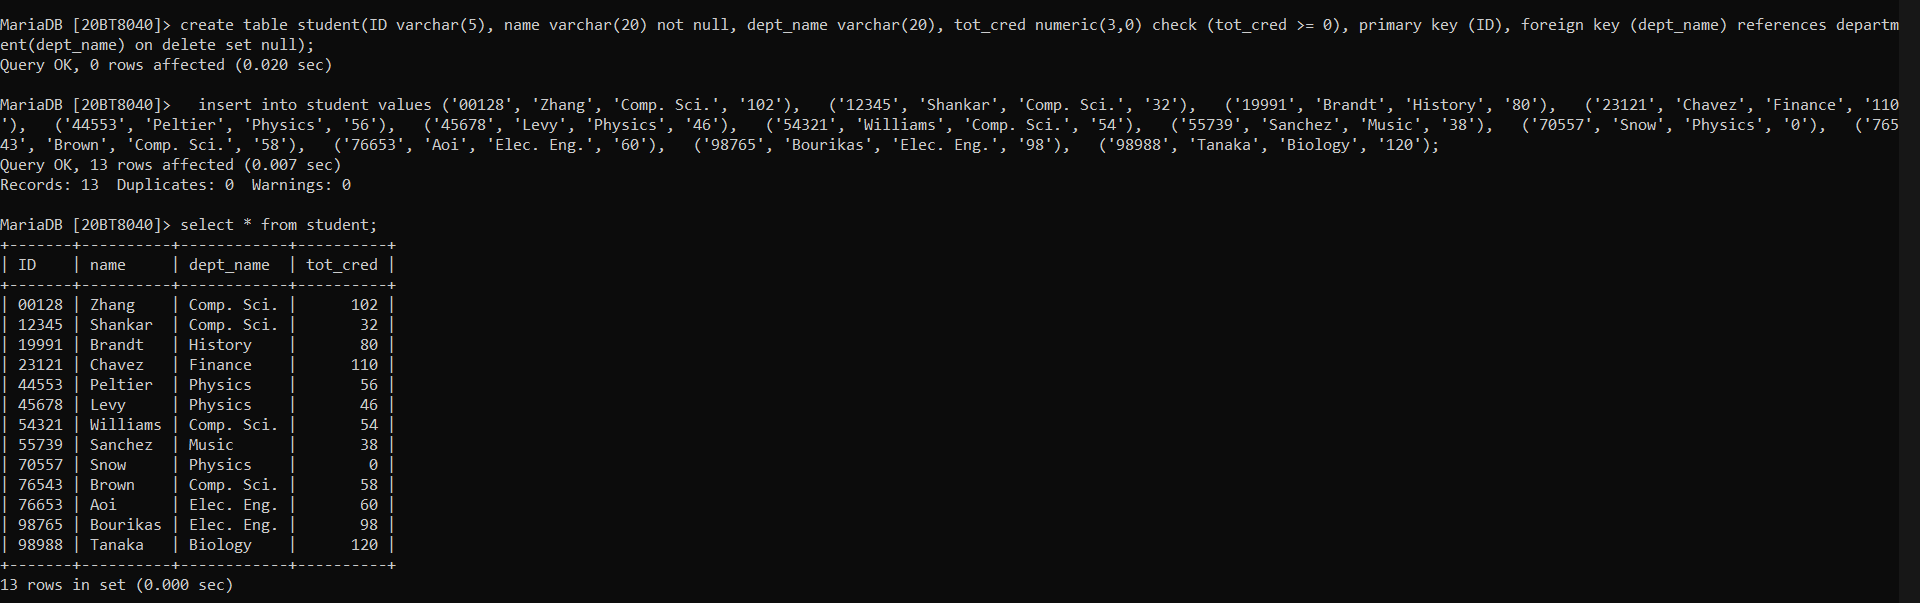 MariaDB [20BT8040]> create table student(ID varchar(5), name varchar(20) not null, dept_name varchar(20), tot_cred numeric(3,0) check (tot_cred >= 0), primary key (ID), foreign key (dept_name) references departm
ent(dept_name) on delete set null);
Query OK, 0 rows affected (0.020 sec)

MariaDB [20BT8040]>   insert into student values ('00128', 'Zhang', 'Comp. Sci.', '102'),   ('12345', 'Shankar', 'Comp. Sci.', '32'),   ('19991', 'Brandt', 'History', '80'),   ('23121', 'Chavez', 'Finance', '110
'),   ('44553', 'Peltier', 'Physics', '56'),   ('45678', 'Levy', 'Physics', '46'),   ('54321', 'Williams', 'Comp. Sci.', '54'),   ('55739', 'Sanchez', 'Music', '38'),   ('70557', 'Snow', 'Physics', '0'),   ('765
43', 'Brown', 'Comp. Sci.', '58'),   ('76653', 'Aoi', 'Elec. Eng.', '60'),   ('98765', 'Bourikas', 'Elec. Eng.', '98'),   ('98988', 'Tanaka', 'Biology', '120');
Query OK, 13 rows affected (0.007 sec)
Records: 13  Duplicates: 0  Warnings: 0

MariaDB [20BT8040]> select * from student;
+-------+----------+------------+----------+
| ID    | name     | dept_name  | tot_cred |
+-------+----------+------------+----------+
| 00128 | Zhang    | Comp. Sci. |      102 |
| 12345 | Shankar  | Comp. Sci. |       32 |
| 19991 | Brandt   | History    |       80 |
| 23121 | Chavez   | Finance    |      110 |
| 44553 | Peltier  | Physics    |       56 |
| 45678 | Levy     | Physics    |       46 |
| 54321 | Williams | Comp. Sci. |       54 |
| 55739 | Sanchez  | Music      |       38 |
| 70557 | Snow     | Physics    |        0 |
| 76543 | Brown    | Comp. Sci. |       58 |
| 76653 | Aoi      | Elec. Eng. |       60 |
| 98765 | Bourikas | Elec. Eng. |       98 |
| 98988 | Tanaka   | Biology    |      120 |
+-------+----------+------------+----------+
13 rows in set (0.000 sec)